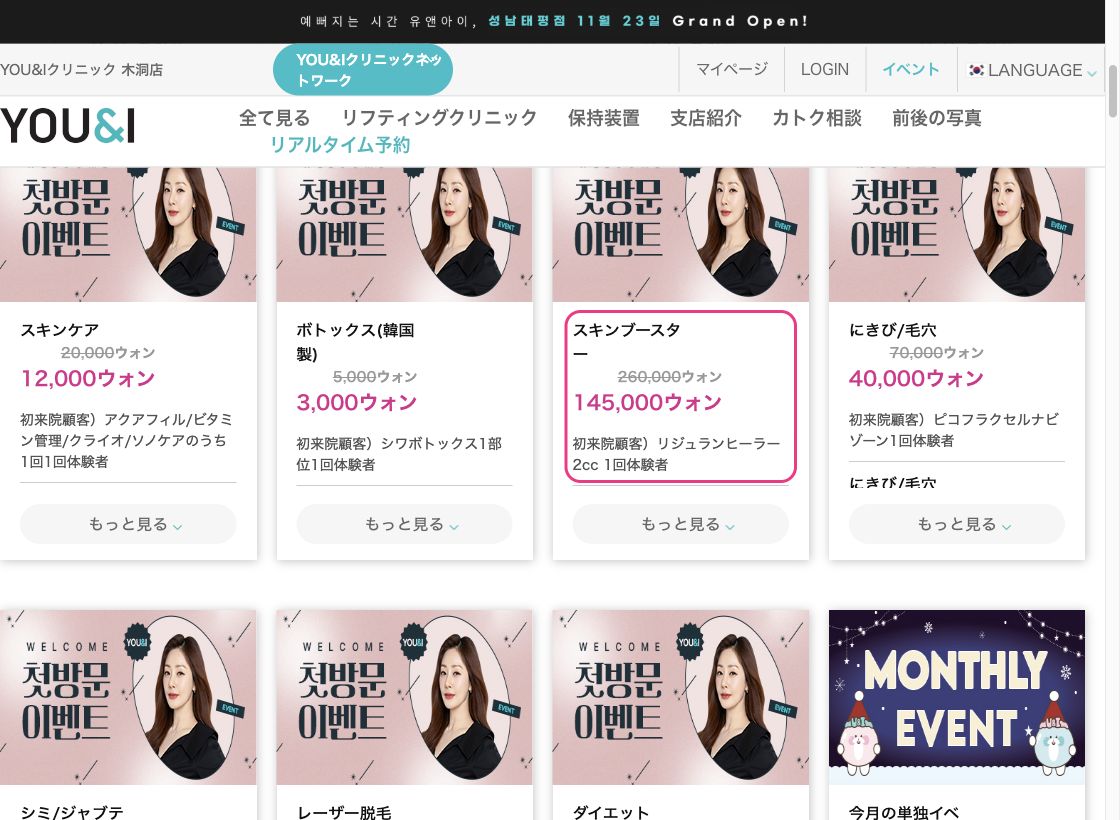 예뻐지는 시간 유앤아이, 성남태평점 11월 23일 Grand Open!
YOU&Iクリニック 木洞店
YOU&Iクリニックネットワーク
マイページ
LOGIN
イベント
LANGUAGE
YOU&I
全て見る
リフティングクリニック
保持装置
支店紹介
カトク相談
前後の写真
リアルタイム予約
첫방문
이벤트
EVENT
첫방문
이벤트
EVENT
첫방문
이벤트
EVENT
첫방문
이벤트
EVENT
スキンケア
20,000ウォン
12,000ウォン
初来院顧客）アクアフィル/ビタミ
ン管理/クライオ/ソノケアのうち
1回1回体験者
もっと見る
ボトックス(韓国
製)
5,000ウォン
3,000ウォン
初来院顧客）シワボトックス1部
位1回体験者
もっと見る
スキンブースタ
ー
260,000ウォン
145,000ウォン
初来院顧客）リジュランヒーラー
2cc 1回体験者
もっと見る
にきび/毛穴
70,000ウォン
40,000ウォン
初来院顧客）ピコフラクセルナビ
ゾーン1回体験者
にきび/毛穴
もっと見る
WELCOME
YOU&I
첫방문
이벤트
EVENT
シミ/ジャブテ
WELCOME
YOU&I
첫방문
이벤트
EVENT
レーザー脱毛
WELCOME
YOU&I
첫방문
이벤트
EVENT
ダイエット
MONTHLY
EVENT
今月の単独イベ